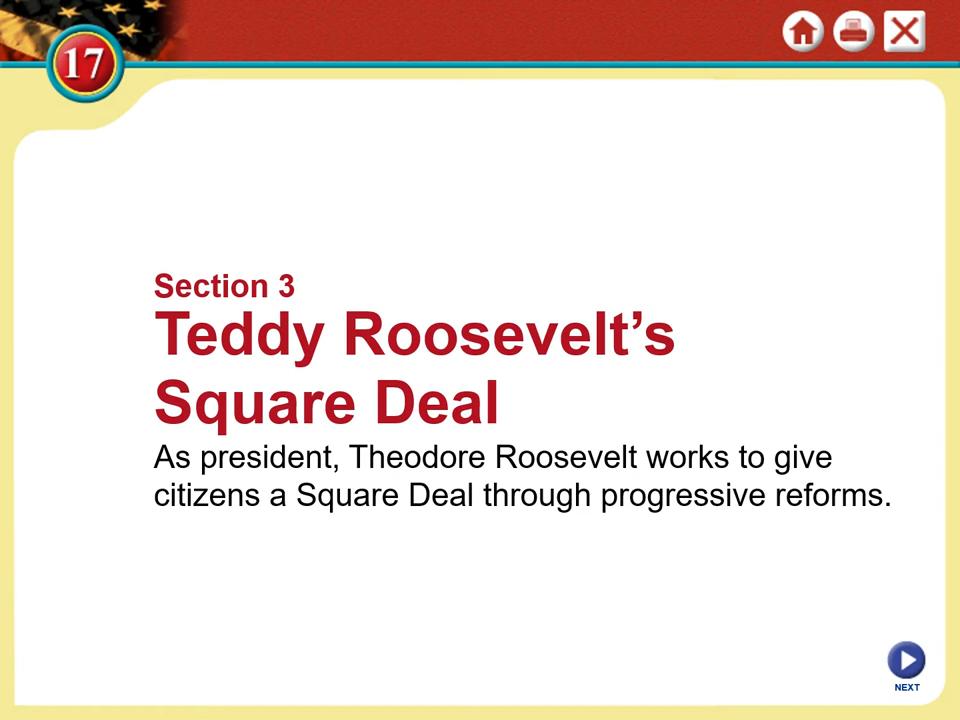 17
Section 3
Teddy Roosevelt’s
Square Deal
As president, Theodore Roosevelt works to give
citizens a Square Deal through progressive reforms.
NEXT